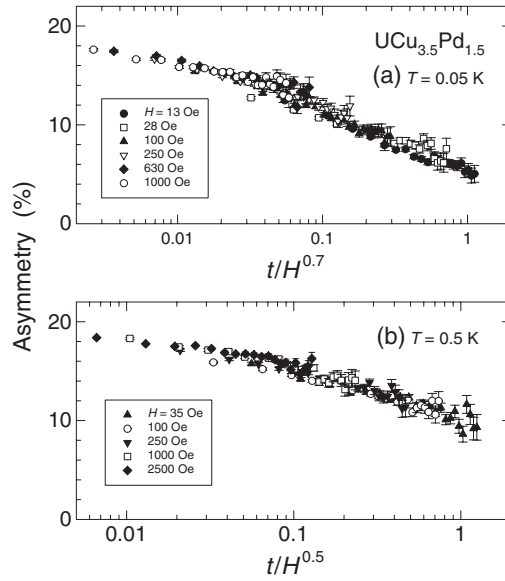 UCu₃.₅Pd₁.₅
(a) T = 0.05 K
20
10
0
H = 13 Oe
28 Oe
100 Oe
250 Oe
630 Oe
1000 Oe
0.01 0.1 1
t/H^0.7
Asymmetry (%)
(b) T = 0.5 K
20
10
0
H = 35 Oe
100 Oe
250 Oe
1000 Oe
2500 Oe
0.01 0.1 1
t/H^0.5